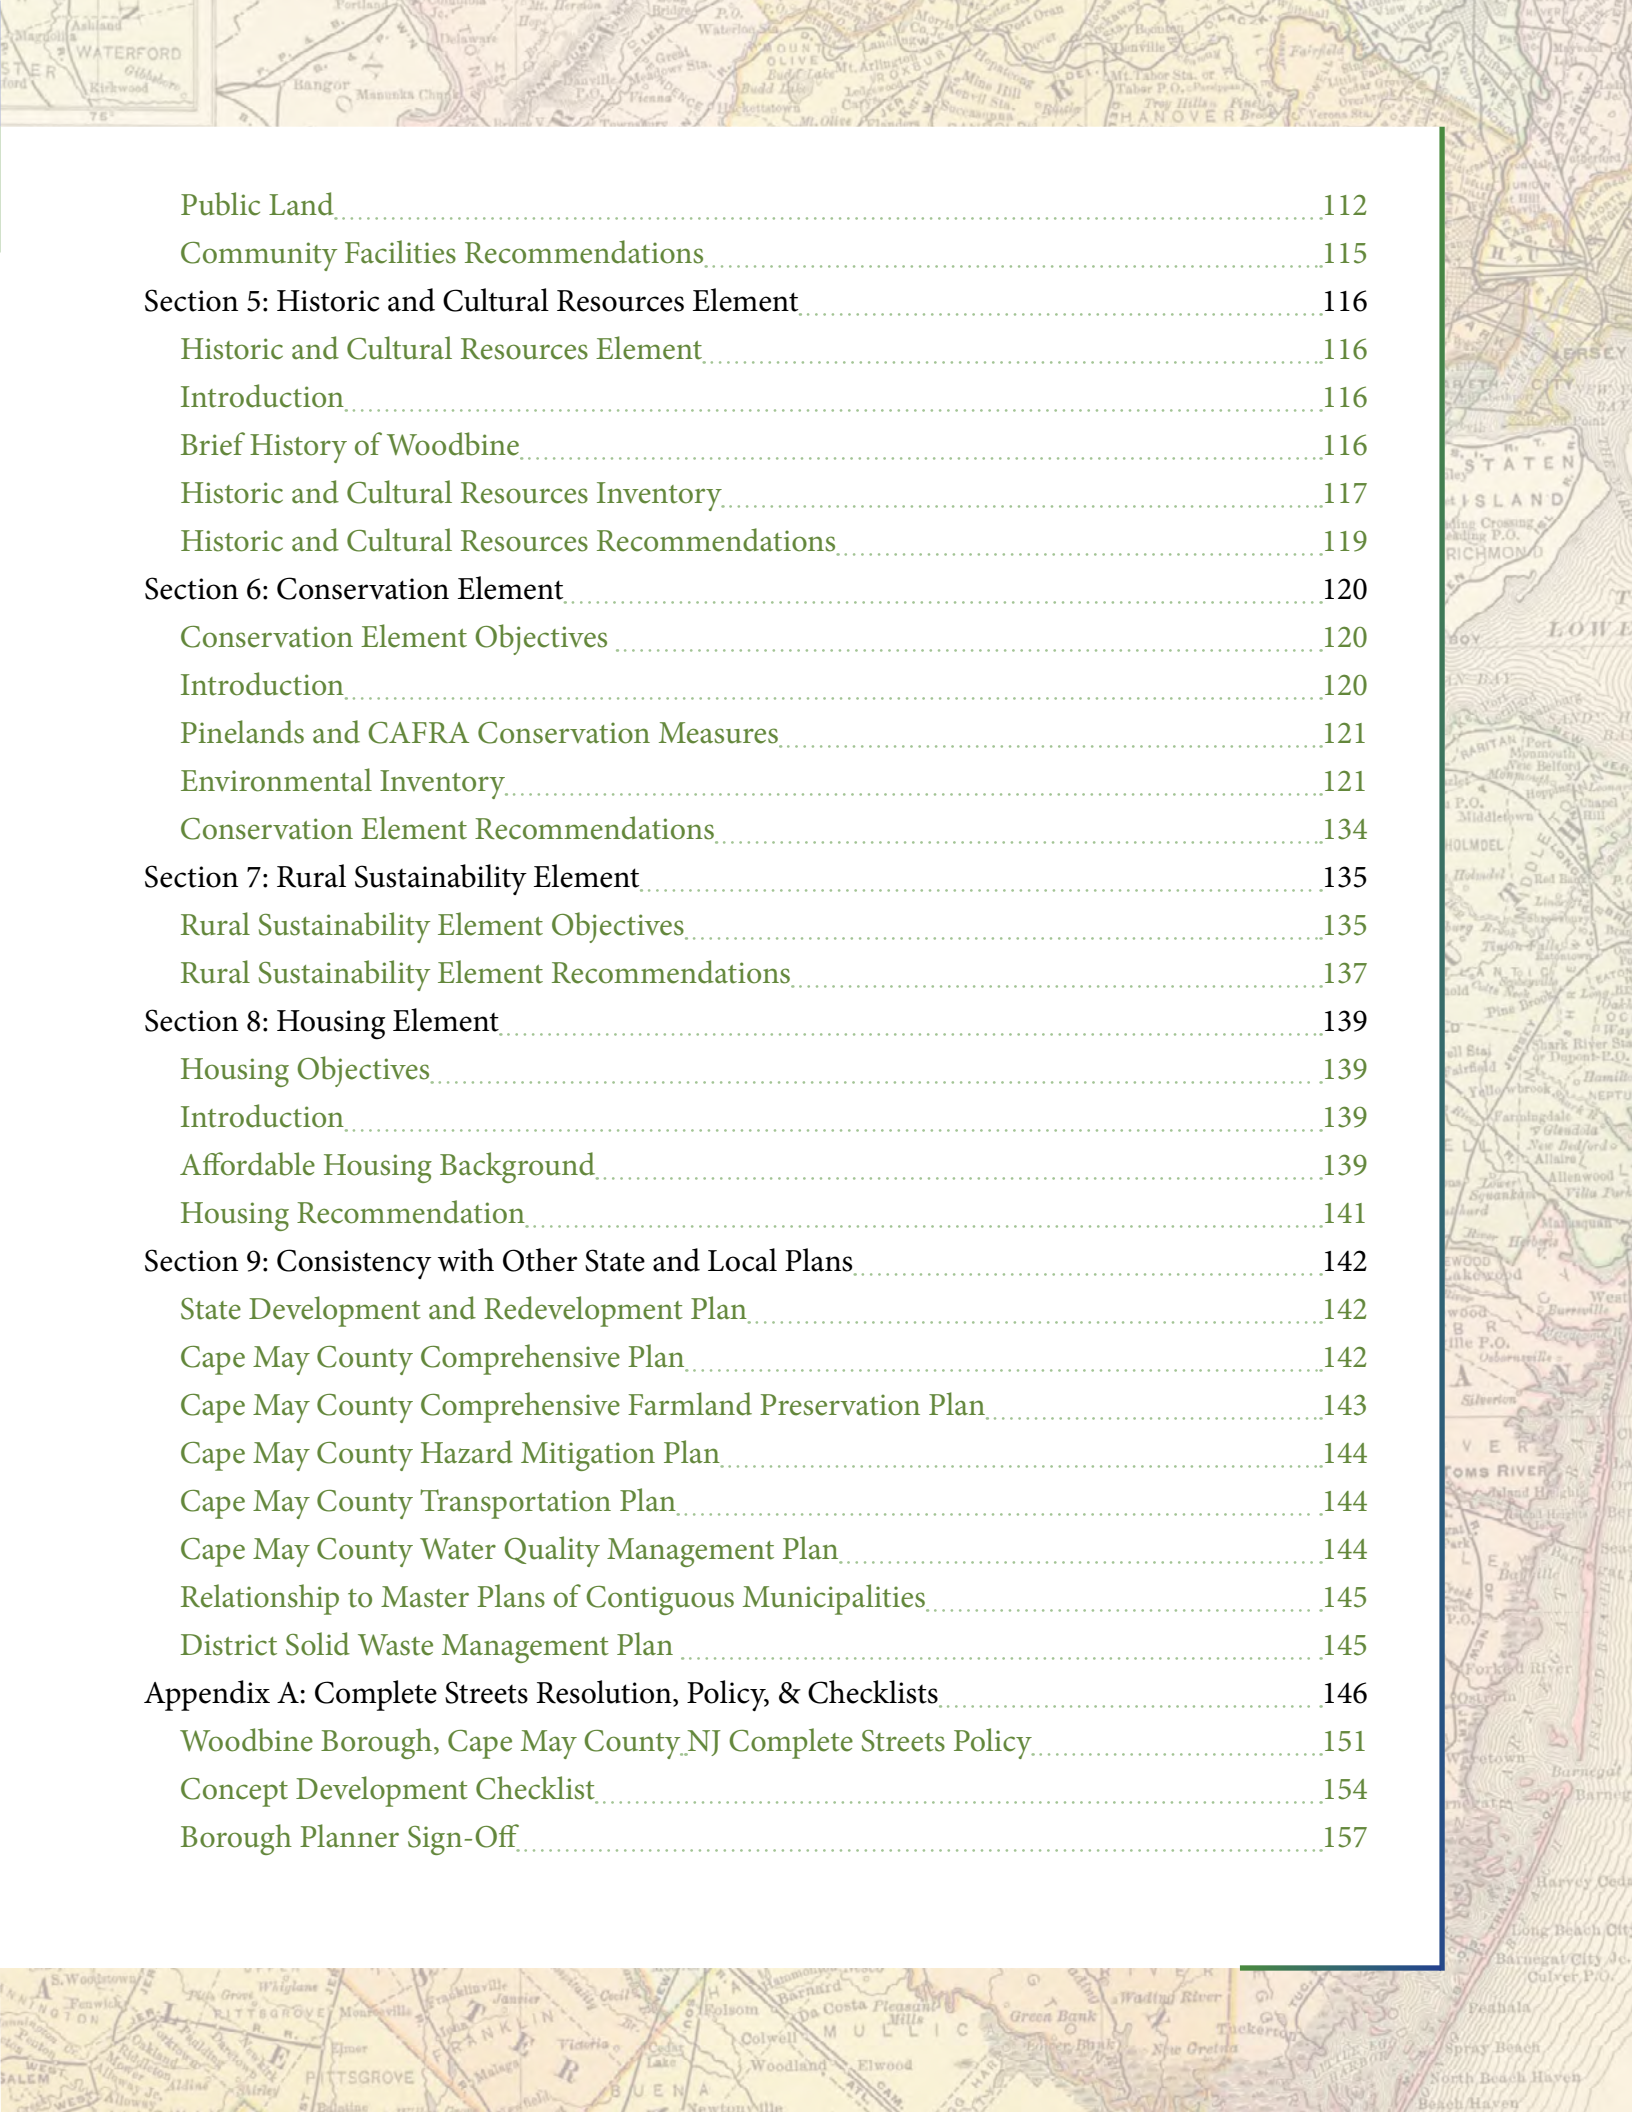 Public Land 112
Community Facilities Recommendations 115
Section 5: Historic and Cultural Resources Element 116
Historic and Cultural Resources Element 116
Introduction 116
Brief History of Woodbine 116
Historic and Cultural Resources Inventory 117
Historic and Cultural Resources Recommendations 119
Section 6: Conservation Element 120
Conservation Element Objectives 120
Introduction 120
Pinelands and CAFRA Conservation Measures 121
Environmental Inventory 121
Conservation Element Recommendations 134
Section 7: Rural Sustainability Element 135
Rural Sustainability Element Objectives 135
Rural Sustainability Element Recommendations 137
Section 8: Housing Element 139
Housing Objectives 139
Introduction 139
Affordable Housing Background 139
Housing Recommendation 141
Section 9: Consistency with Other State and Local Plans 142
State Development and Redevelopment Plan 142
Cape May County Comprehensive Plan 142
Cape May County Comprehensive Farmland Preservation Plan 143
Cape May County Hazard Mitigation Plan 144
Cape May County Transportation Plan 144
Cape May County Water Quality Management Plan 144
Relationship to Master Plans of Contiguous Municipalities 145
District Solid Waste Management Plan 145
Appendix A: Complete Streets Resolution, Policy, & Checklists 146
Woodbine Borough, Cape May County NJ Complete Streets Policy 151
Concept Development Checklist 154
Borough Planner Sign-Off 157